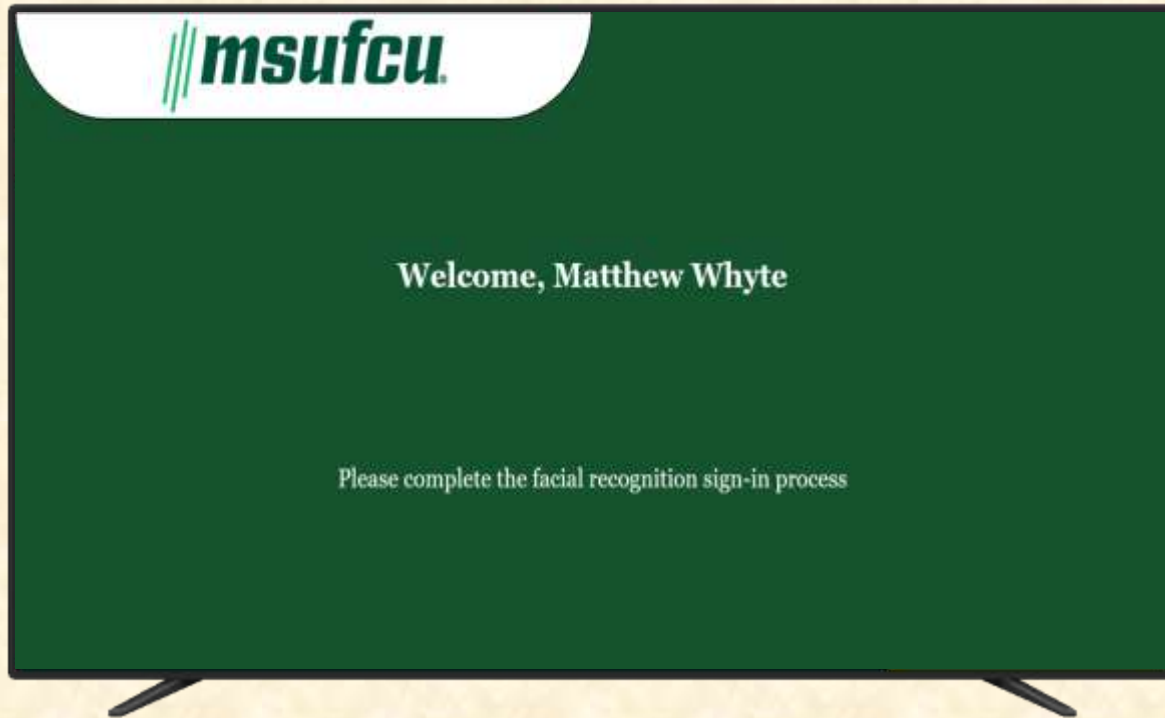 msufcu.
Welcome, Matthew Whyte
Please complete the facial recognition sign-in process